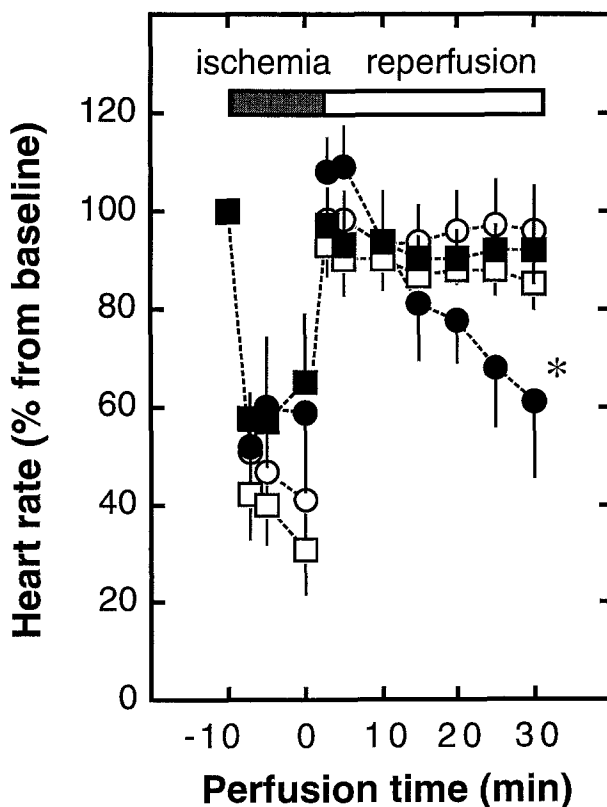 ischemia reperfusion
120
100
80
60
40
20
0
*
-10 0 10 20 30
Heart rate (% from baseline)
Perfusion time (min)